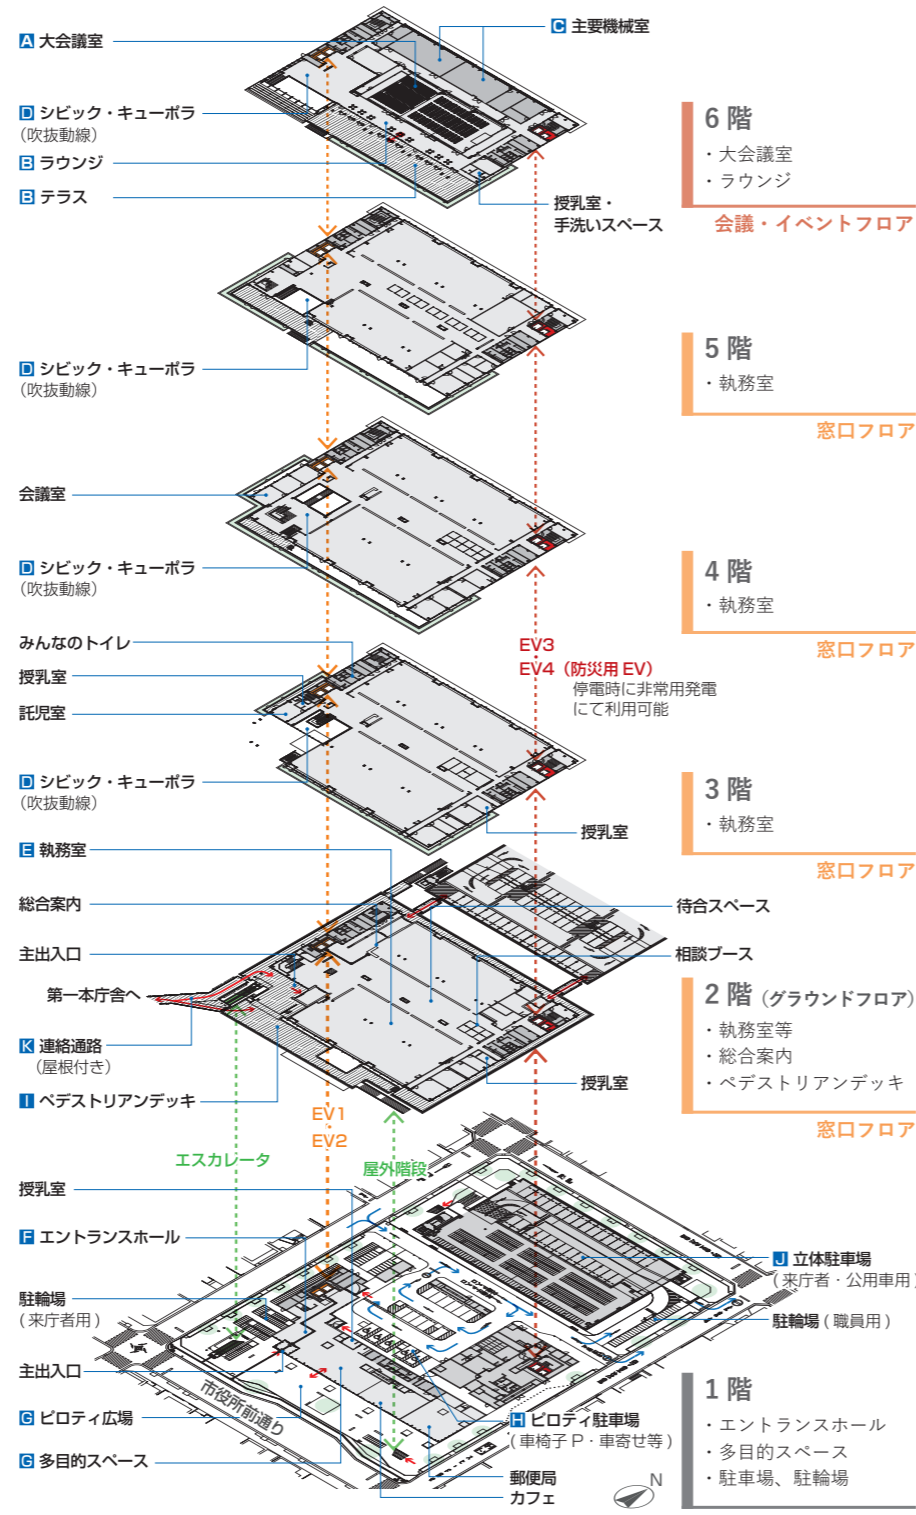 A 大会議室
C 主要機械室
D シビック・キューポラ
(吹抜動線)
B ラウンジ
B テラス
授乳室・
手洗いスペース
6 階
・大会議室
・ラウンジ
会議・イベントフロア
D シビック・キューポラ
(吹抜動線)
5 階
・執務室
窓口フロア
会議室
D シビック・キューポラ
(吹抜動線)
4 階
・執務室
窓口フロア
みんなのトイレ
授乳室
託児室
D シビック・キューポラ
(吹抜動線)
EV3
EV4（防災用 EV）
停電時に非常用発電
にて利用可能
授乳室
3 階
・執務室
窓口フロア
E 執務室
総合案内
主出入口
第一本庁舎へ
K 連絡通路
(屋根付き)
I ペデストリアンデッキ
待合スペース
相談ブース
授乳室
2 階（グラウンドフロア）
・執務室等
・総合案内
・ペデストリアンデッキ
窓口フロア
EV1
EV2
エスカレータ
屋外階段
授乳室
F エントランスホール
駐輪場
( 来庁者用 )
主出入口
G ピロティ広場
G 多目的スペース
市役所前通り
J 立体駐車場
( 来庁者・公用車用 )
駐輪場 ( 職員用 )
H ピロティ駐車場
( 車椅子 P・車寄せ等 )
郵便局
カフェ
N
1 階
・エントランスホール
・多目的スペース
・駐車場、駐輪場